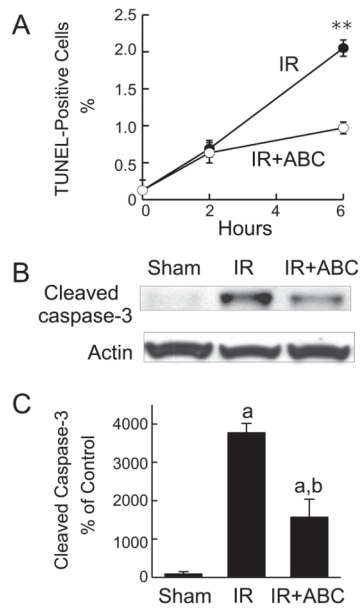 A
TUNEL-Positive Cells
%
2.5
2.0
1.5
1.0
0.5
0
**
IR
IR+ABC
0 2 4 6
Hours
B
Sham IR IR+ABC
Cleaved
caspase-3
Actin
C
Cleaved Caspase-3
% of Control
4000
3000
2000
1000
0
a
a,b
Sham IR IR+ABC